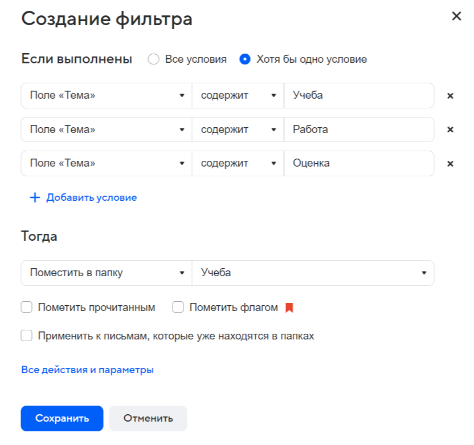 Создание фильтра
Если выполнены Все условия Хотя бы одно условие
Поле «Тема» содержит Учеба
Поле «Тема» содержит Работа
Поле «Тема» содержит Оценка
+ Добавить условие
Тогда
Поместить в папку Учеба
Пометить прочитанным Пометить флагом
Применить к письмам, которые уже находятся в папках
Все действия и параметры
Сохранить Отменить